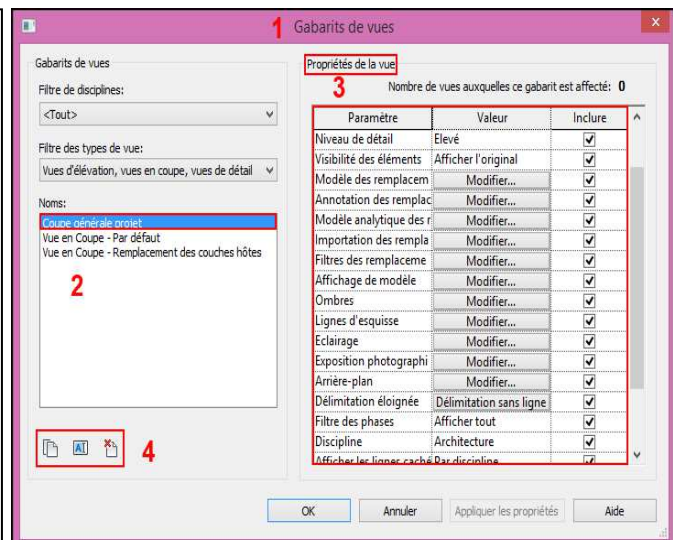 1 Gabarits de vues
Gabarits de vues
Filtre de disciplines:
<Tout>
Filtre des types de vue:
Vues d'élévation, vues en coupe, vues de détail
Noms:
Coupe générale projet
Vue en Coupe - Par défaut
Vue en Coupe - Remplacement des couches hôtes
2
4
Propriétés de la vue
3
Nombre de vues auxquelles ce gabarit est affecté: 0
Paramètre Valeur Inclure
Niveau de détail Elevé
Visibilité des éléments Afficher l'original
Modèle des remplacem Modifier...
Annotation des remplac Modifier...
Modèle analytique des r Modifier...
Importation des rempla Modifier...
Filtres des remplaceme Modifier...
Affichage de modèle Modifier...
Ombres Modifier...
Lignes d'esquisse Modifier...
Eclairage Modifier...
Exposition photographi Modifier...
Arrière-plan Modifier...
Délimitation éloignée Délimitation sans ligne
Filtre des phases Afficher tout
Discipline Architecture
Afficher les lignes caché Par discipline
OK Annuler Appliquer les propriétés Aide